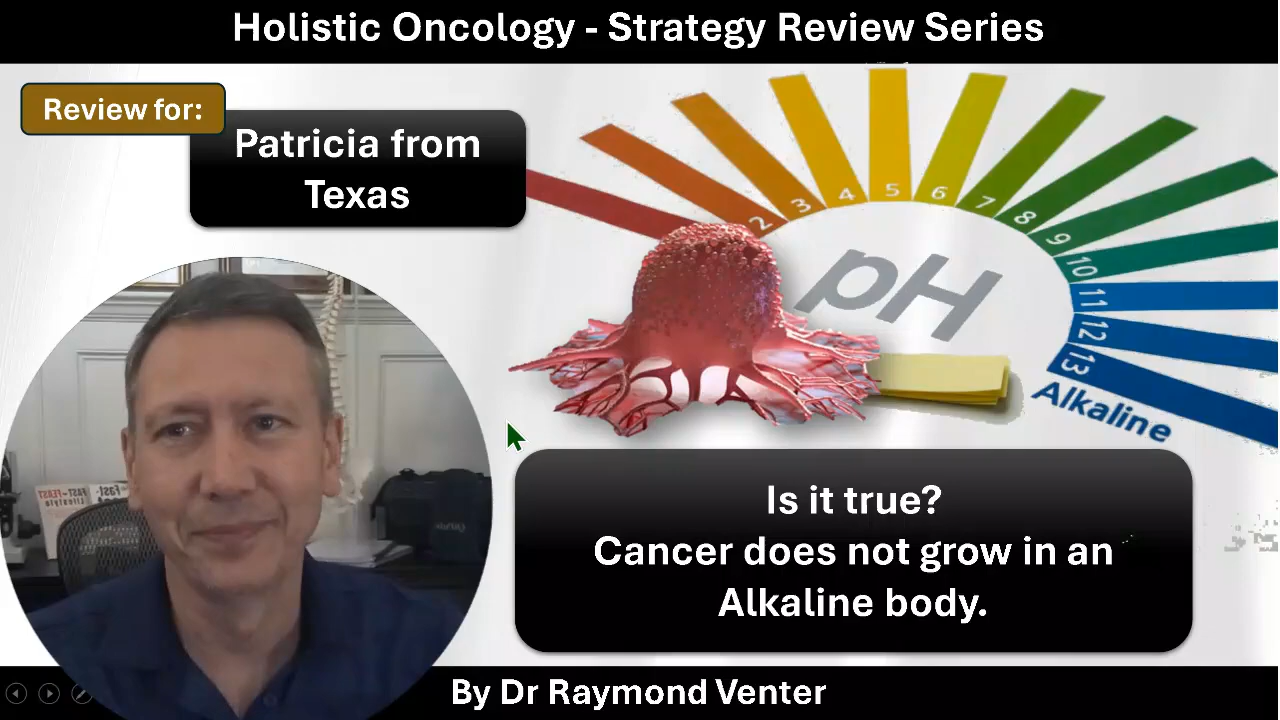 Holistic Oncology - Strategy Review Series
Review for:
Patricia from
Texas
2
3
4
5
6
7
8
9
10
11
12
13
pH
Alkaline
Is it true?
Cancer does not grow in an
Alkaline body.
By Dr Raymond Venter